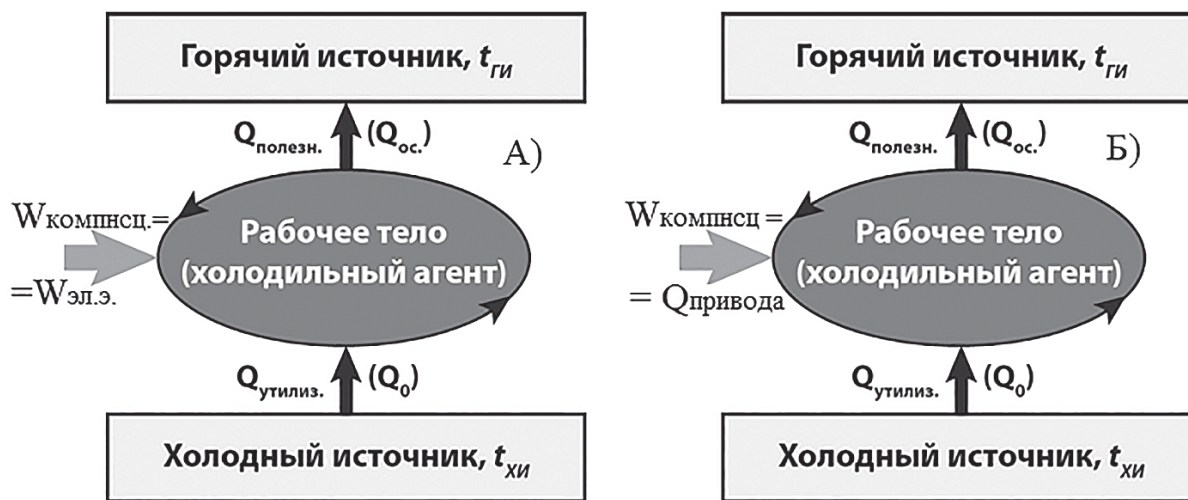 Горячий источник, tГИ
Qполезн. (Qос.)
А)
Wкомпнсц.=
=Wэл.э.
Рабочее тело
(холодильный агент)
Qутилиз. (Q0)
Холодный источник, tХИ
Горячий источник, tГИ
Qполезн. (Qос.)
Б)
Wкомпнсц =
= Qпривода
Рабочее тело
(холодильный агент)
Qутилиз. (Q0)
Холодный источник, tХИ